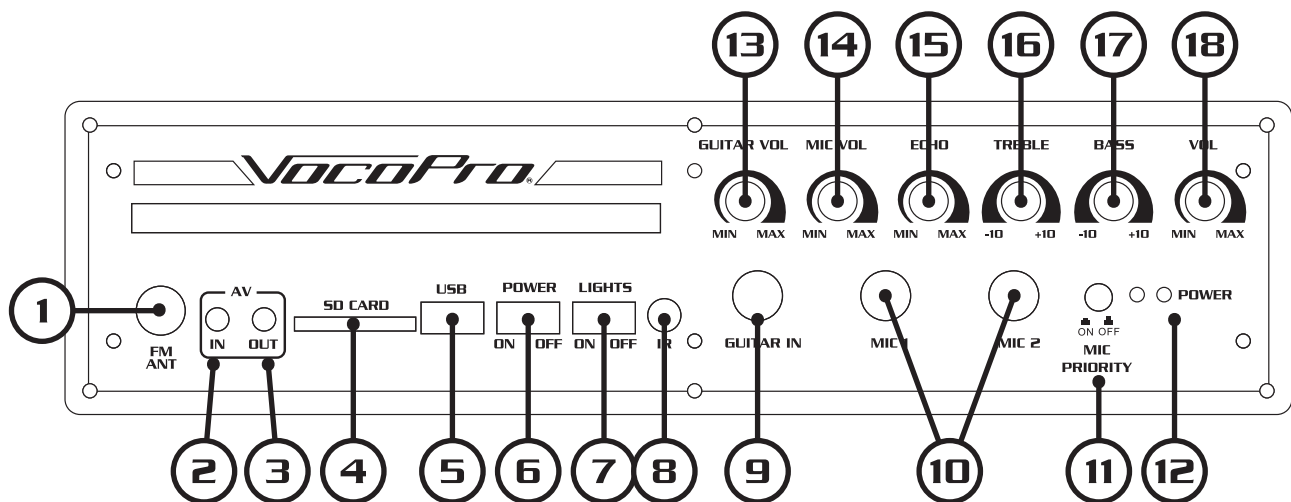 13 14 15 16 17 18
GUITAR VOL MIC VOL ECHO TREBLE BASS VOL
VocoPro®
MIN MAX MIN MAX MIN MAX -10 +10 -10 +10 MIN MAX
1
AV
SD CARD
USB
POWER
LIGHTS
POWER
IN OUT
ON OFF
ON OFF
IR
ON OFF
FM
ANT
GUITAR IN
MIC 1
MIC 2
MIC
PRIORITY
2 3 4 5 6 7 8 9 10 11 12